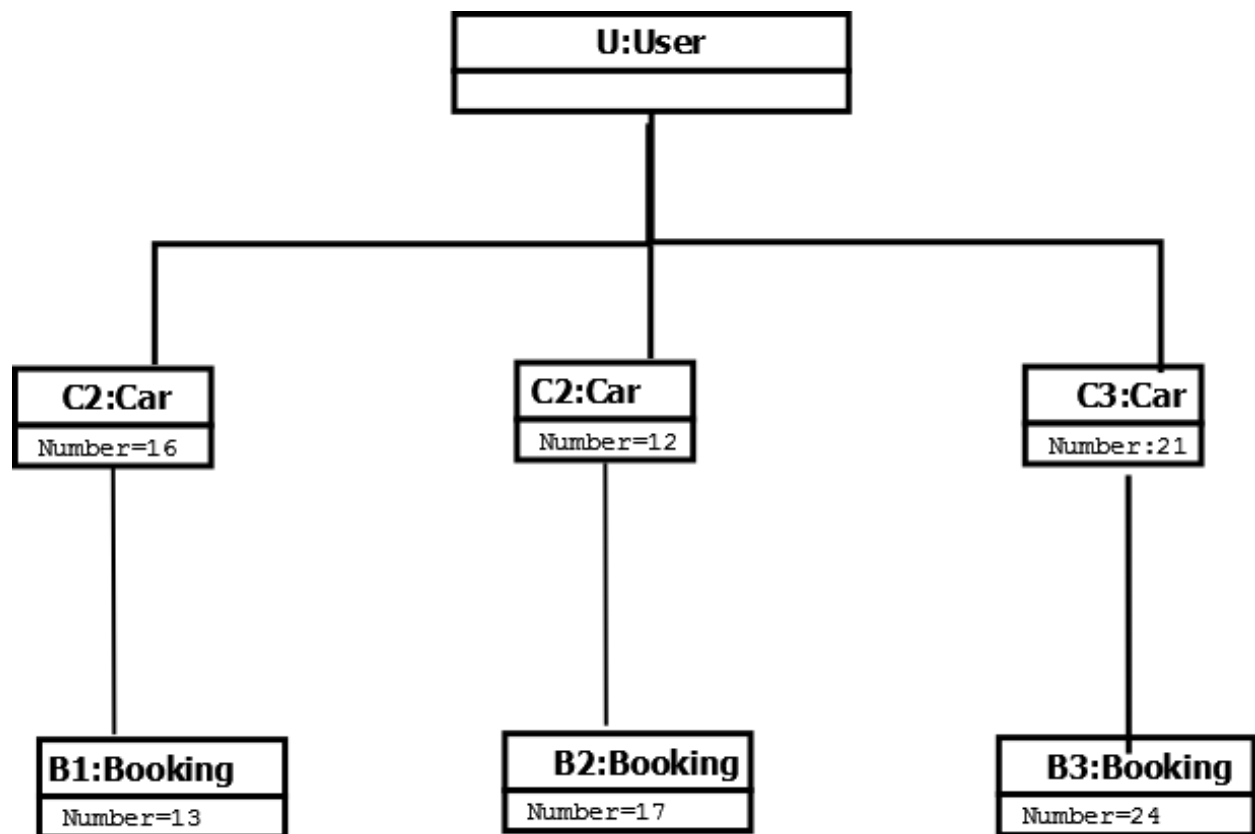 U:User
C2:Car
Number=16
C2:Car
Number=12
C3:Car
Number:21
B1:Booking
Number=13
B2:Booking
Number=17
B3:Booking
Number=24